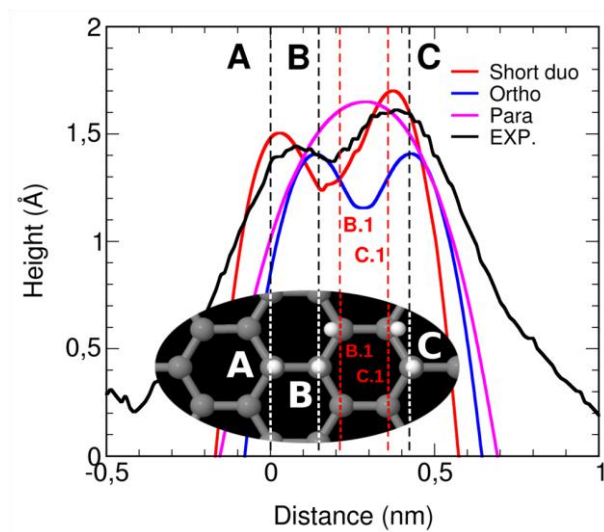 2
A B C
Short duo
Ortho
Para
EXP.
1,5
B.1
C.1
1
Height (Å)
A B C
B.1
C.1
0,5
0
-0,5 0 0,5 1
Distance (nm)